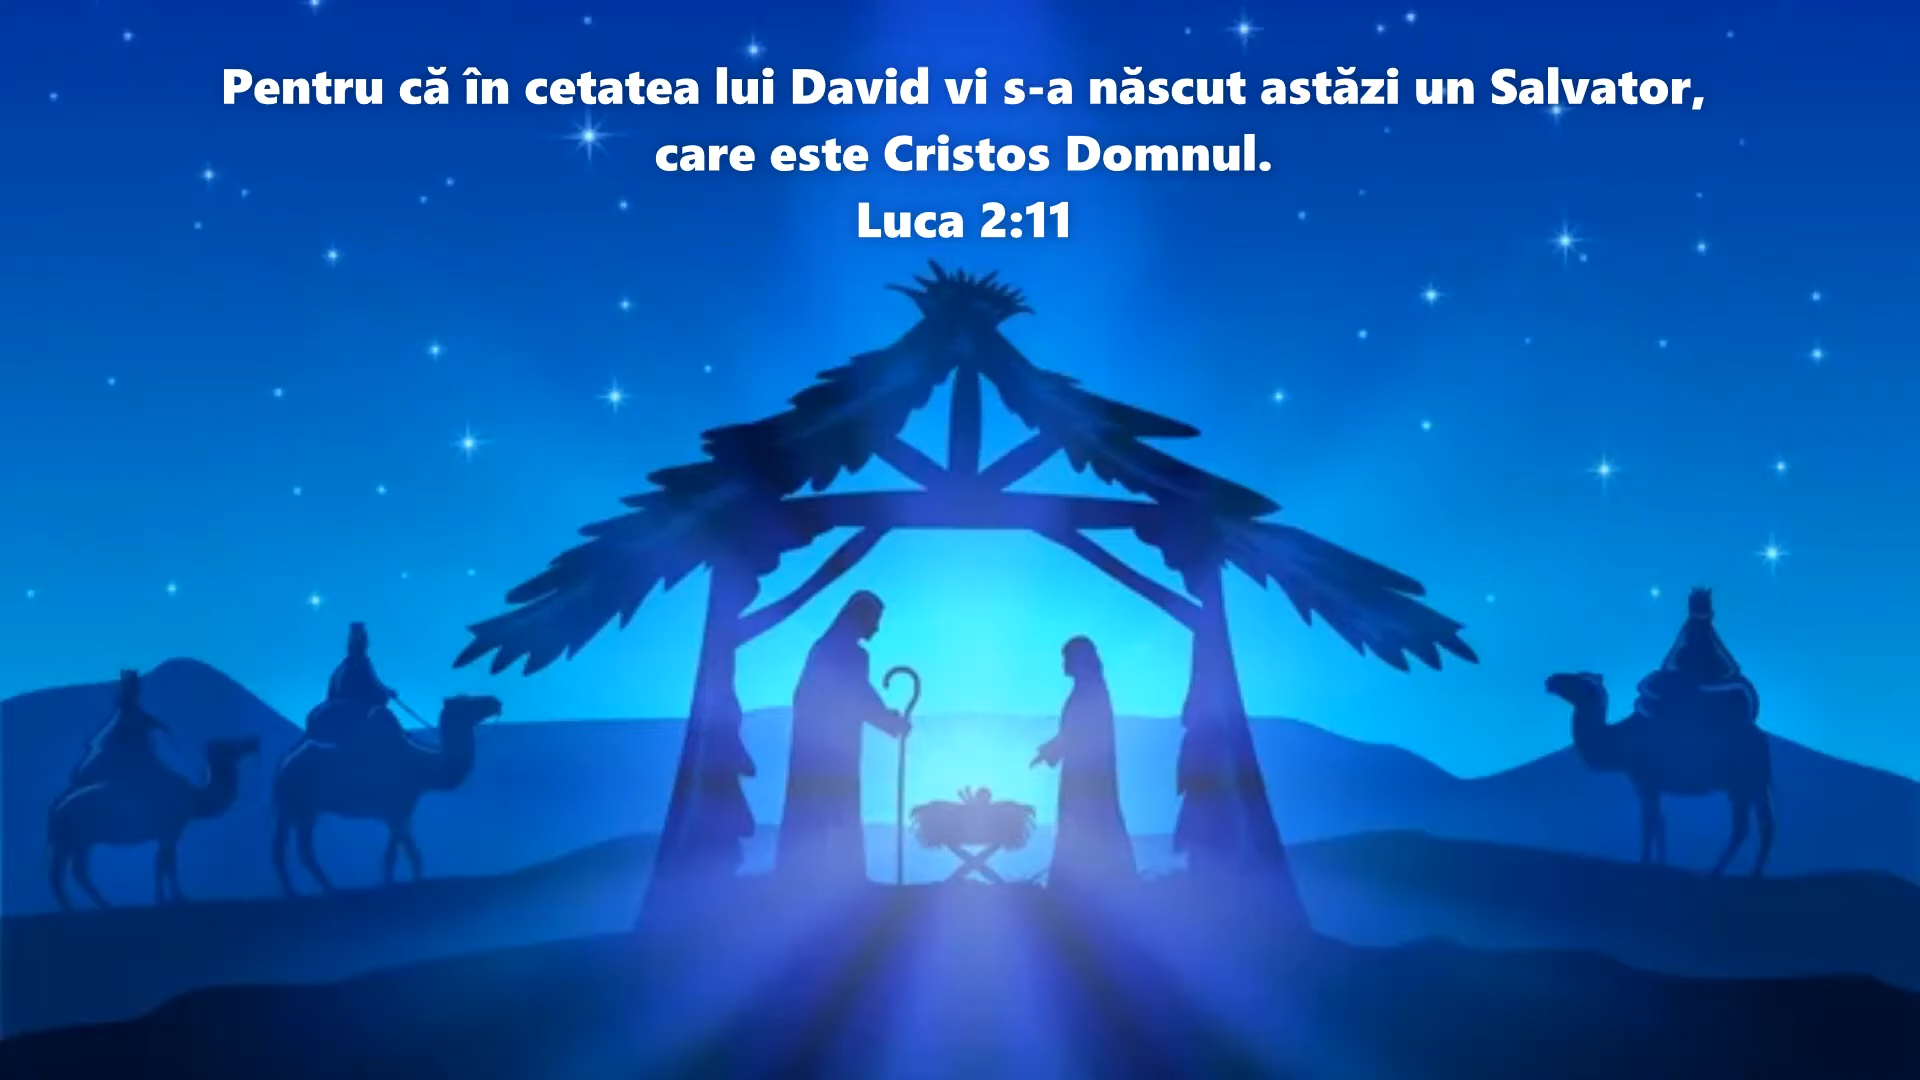 Pentru că în cetatea lui David vi s-a născut astăzi un Salvator,
care este Cristos Domnul.
Luca 2:11